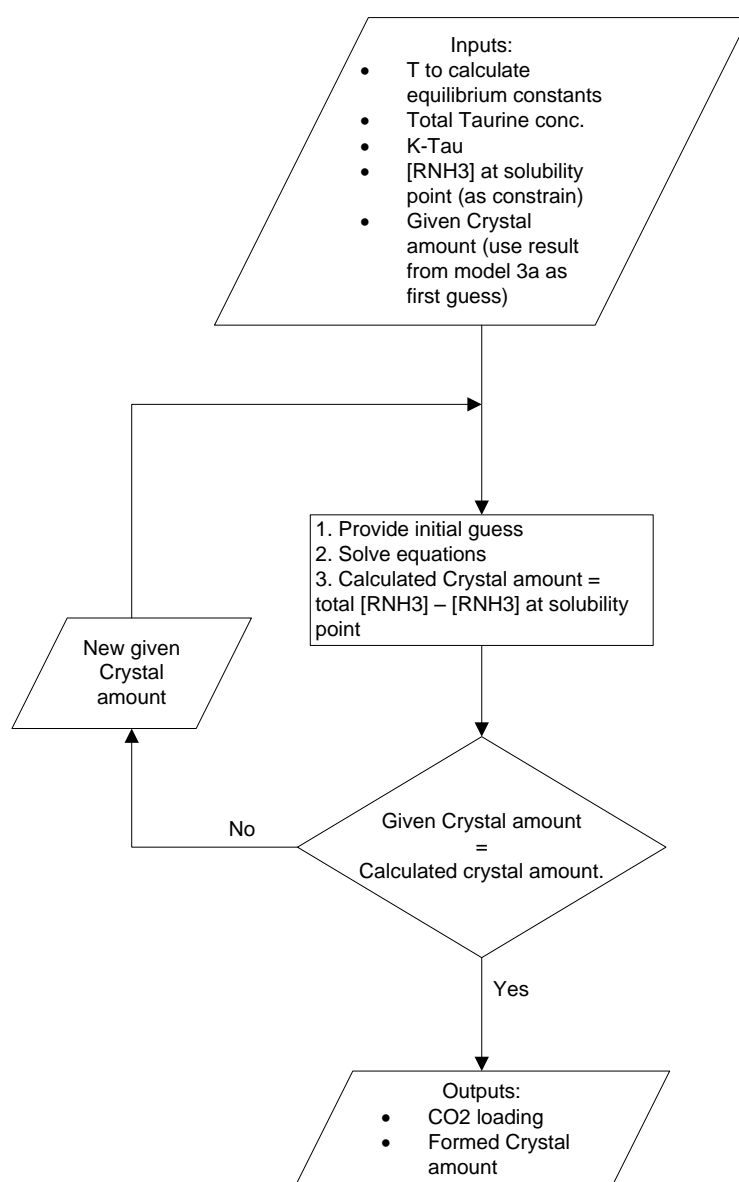 Inputs:
• T to calculate
equilibrium constants
• Total Taurine conc.
• K-Tau
• [RNH3] at solubility
point (as constrain)
• Given Crystal
amount (use result
from model 3a as
first guess)
1. Provide initial guess
2. Solve equations
3. Calculated Crystal amount =
total [RNH3] – [RNH3] at solubility
point
New given
Crystal
amount
Given Crystal amount
=
Calculated crystal amount.
No
Yes
Outputs:
• CO2 loading
• Formed Crystal
amount